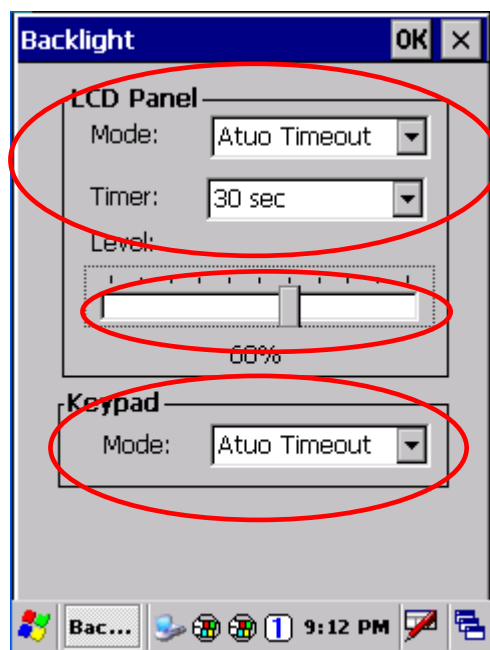 Backlight OK ×
LCD Panel
Mode: Atuo Timeout
Timer: 30 sec
Level:
60%
Keypad
Mode: Atuo Timeout
Bac... 1 9:12 PM